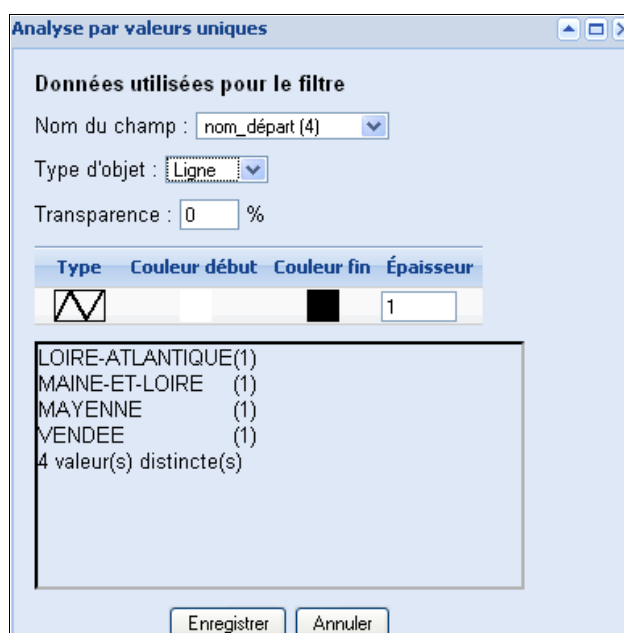 Analyse par valeurs uniques
Données utilisées pour le filtre
Nom du champ : nom_départ (4)
Type d'objet : Ligne
Transparence : 0 %
Type Couleur début Couleur fin Épaisseur
1
LOIRE-ATLANTIQUE(1)
MAINE-ET-LOIRE (1)
MAYENNE (1)
VENDEE (1)
4 valeur(s) distincte(s)
Enregistrer Annuler